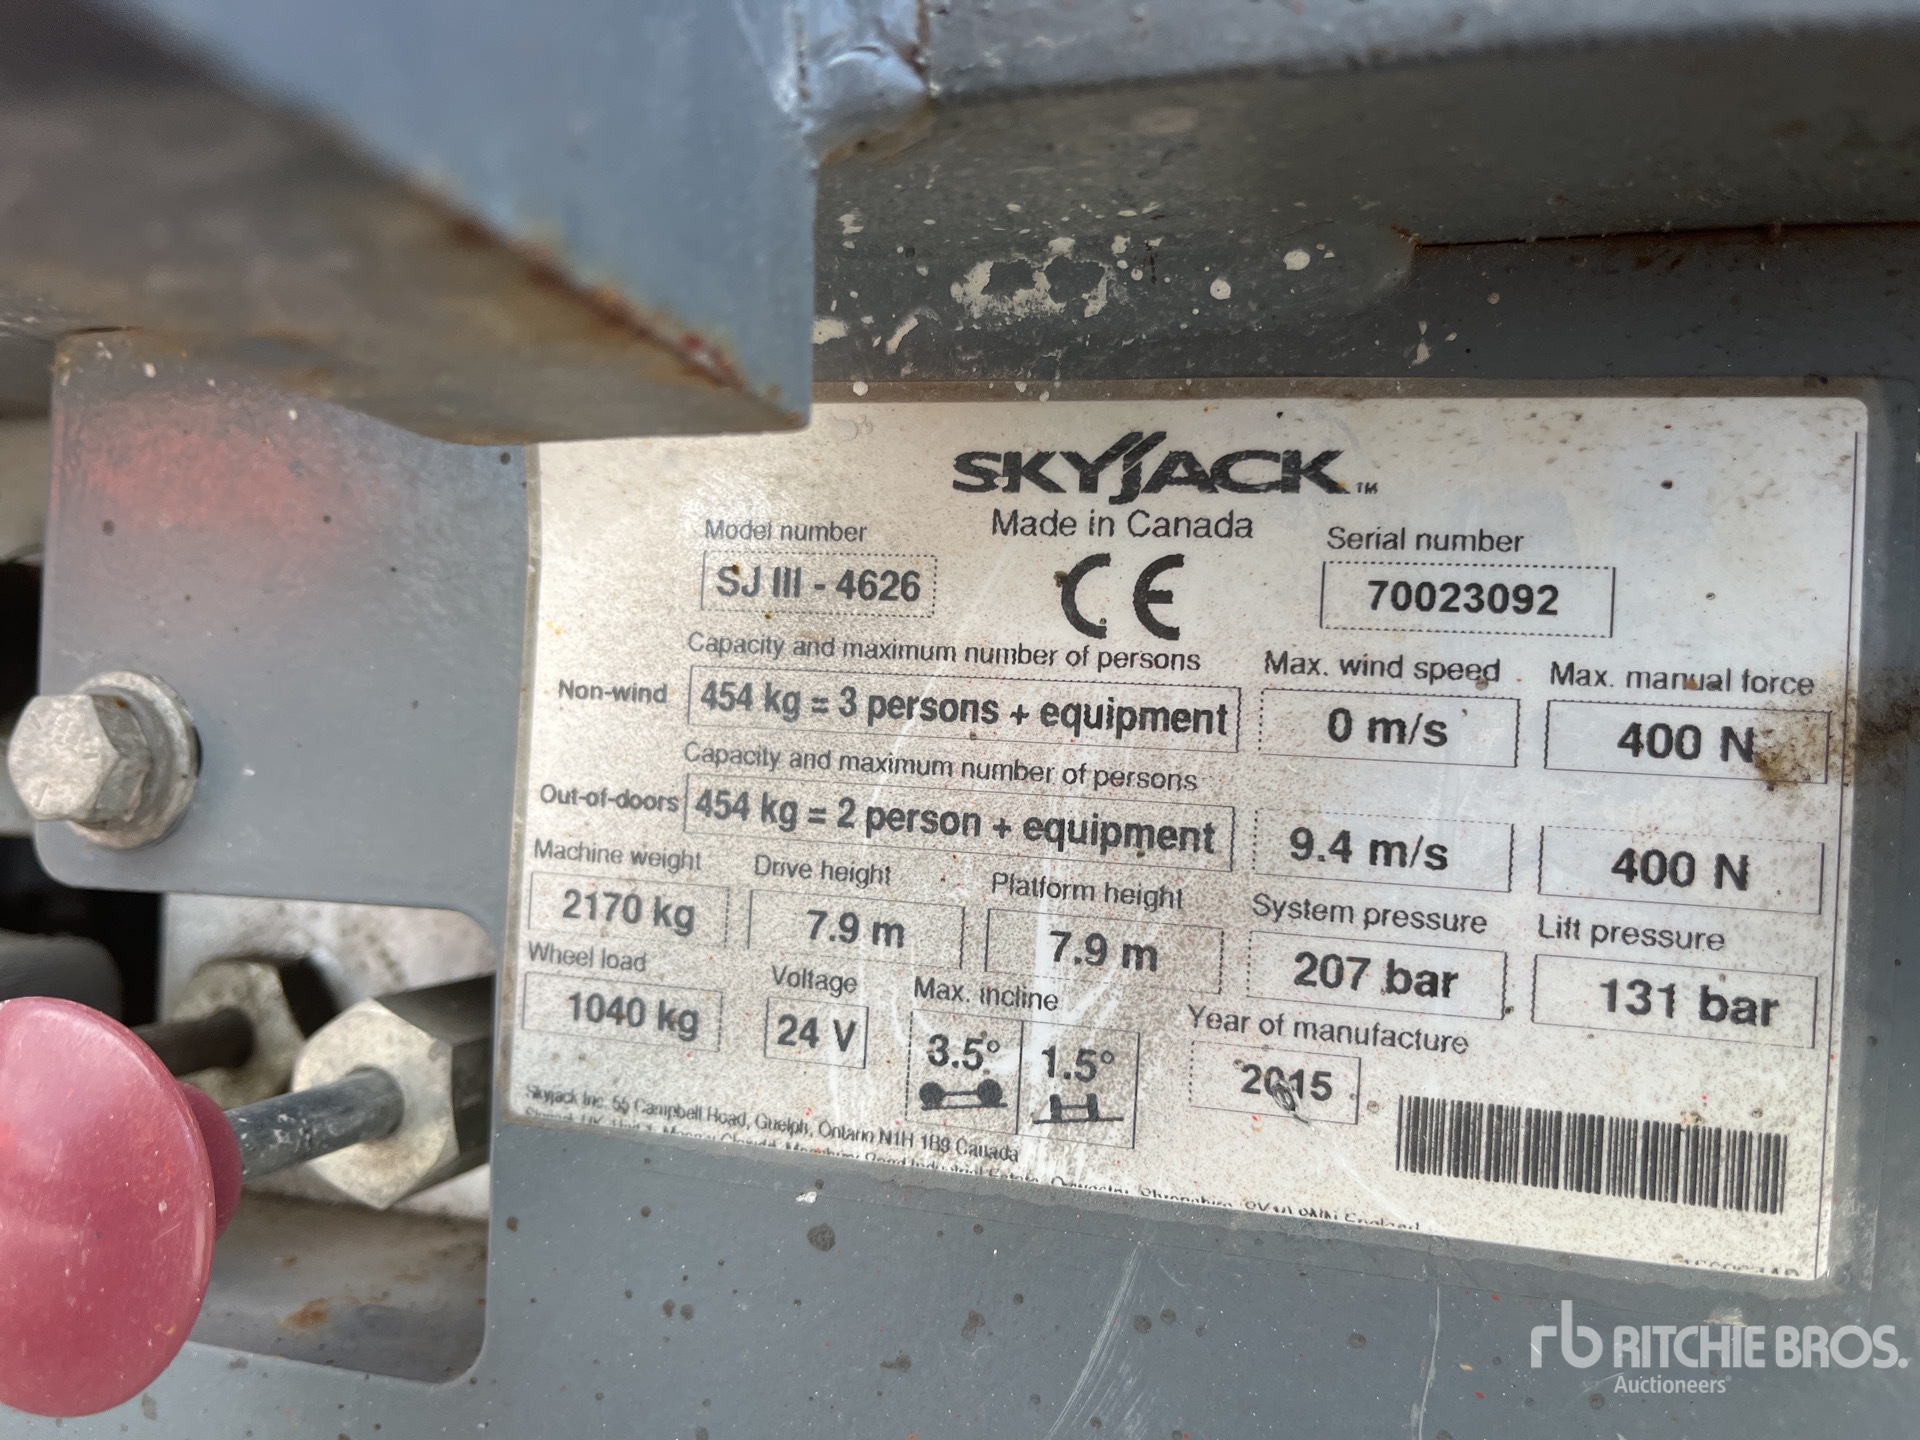 SKYJACK™
Made in Canada
Model number
SJ III - 4626
CE
Serial number
70023092
Capacity and maximum number of persons
Max. wind speed
Max. manual force
Non-wind
454 kg = 3 persons + equipment
0 m/s
400 N
Capacity and maximum number of persons
Out-of-doors
454 kg = 2 person + equipment
9.4 m/s
400 N
Machine weight
Drive height
Platform height
System pressure
Lift pressure
2170 kg
7.9 m
7.9 m
207 bar
131 bar
Wheel load
Voltage
Max. incline
Year of manufacture
1040 kg
24 V
3.5°
1.5°
2015
Skyjack Inc. 55 Campbell Road, Guelph, Ontario N1H 1B9 Canada
rb RITCHIE BROS.
Auctioneers